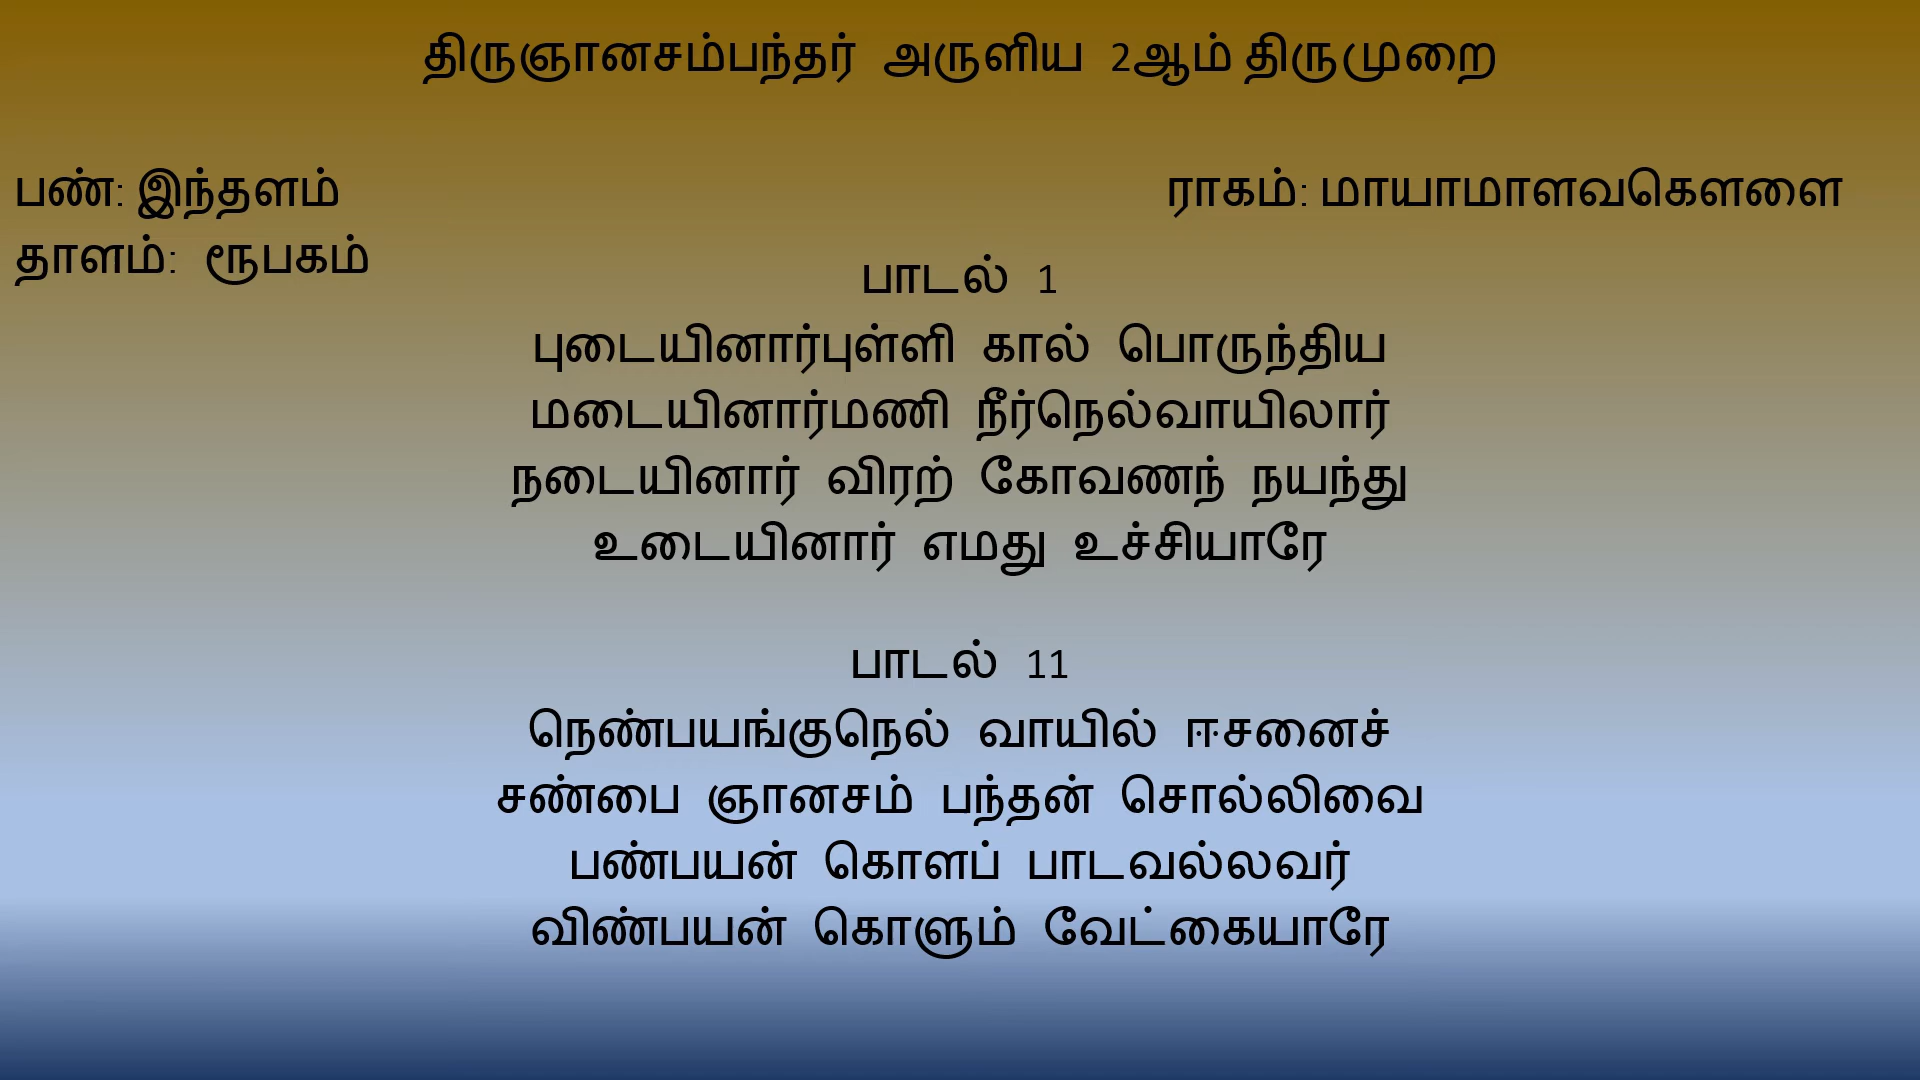 திருஞானசம்பந்தர் அருளிய 2ஆம் திருமுறை
பண்: இந்தளம்
ராகம்: மாயாமாளவகௌளை
தாளம்: ரூபகம்
பாடல் 1
புடையினார்புள்ளி கால் பொருந்திய
மடையினார்மணி நீர்நெல்வாயிலார்
நடையினார் விரற் கோவணந் நயந்து
உடையினார் எமது உச்சியாரே
பாடல் 11
நெண்பயங்குநெல் வாயில் ஈசனைச்
சண்பை ஞானசம் பந்தன் சொல்லிவை
பண்பயன் கொளப் பாடவல்லவர்
விண்பயன் கொளும் வேட்கையாரே